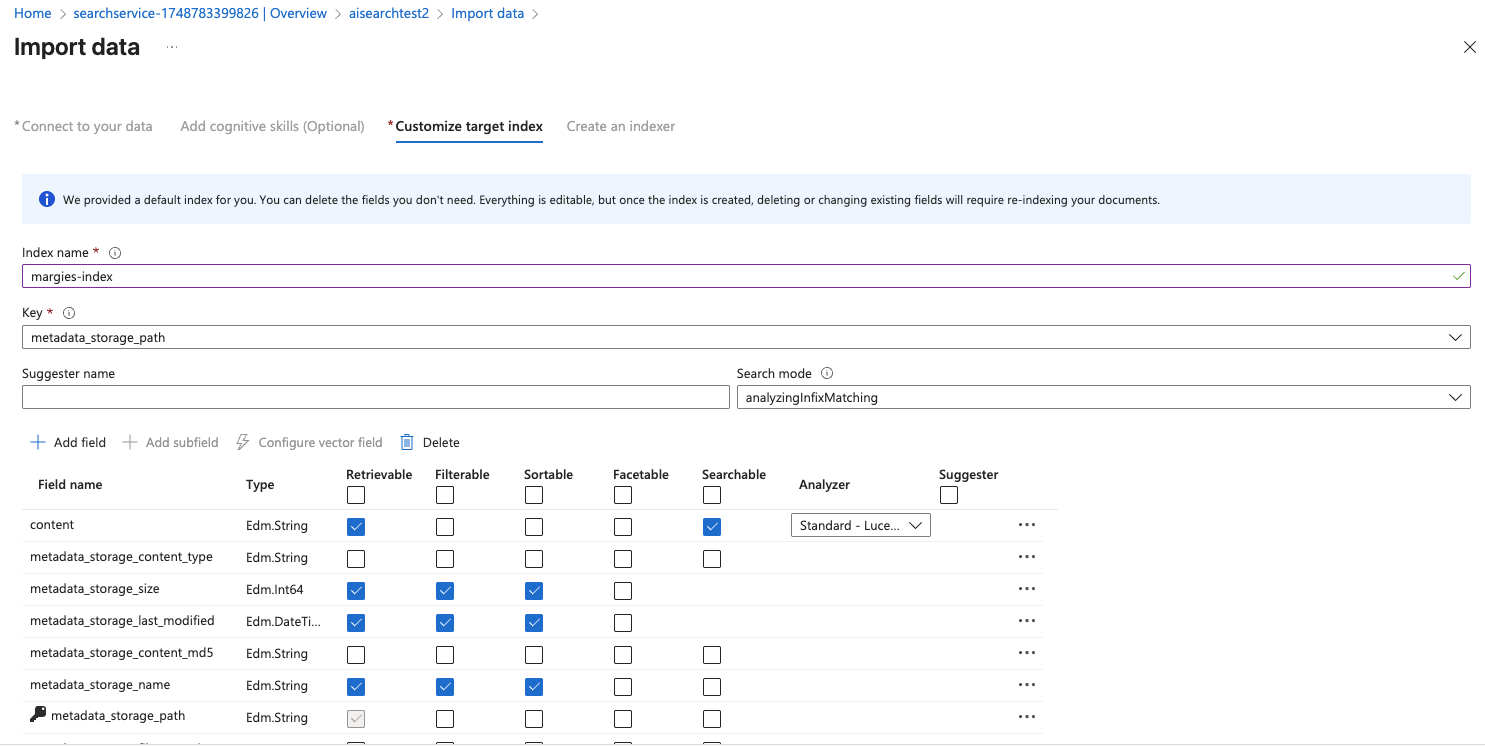 Home > searchservice-1748783399826 | Overview > aisearchtest2 > Import data >
Import data ...
* Connect to your data Add cognitive skills (Optional) * Customize target index Create an indexer
We provided a default index for you. You can delete the fields you don't need. Everything is editable, but once the index is created, deleting or changing existing fields will require re-indexing your documents.
Index name *
margies-index
Key *
metadata_storage_path
Suggester name Search mode
analyzingInfixMatching
Add field Add subfield Configure vector field Delete
Field name Type Retrievable Filterable Sortable Facetable Searchable Analyzer Suggester
content Edm.String Standard - Luce... ...
metadata_storage_content_type Edm.String ...
metadata_storage_size Edm.Int64 ...
metadata_storage_last_modified Edm.DateTi... ...
metadata_storage_content_md5 Edm.String ...
metadata_storage_name Edm.String ...
metadata_storage_path Edm.String ...